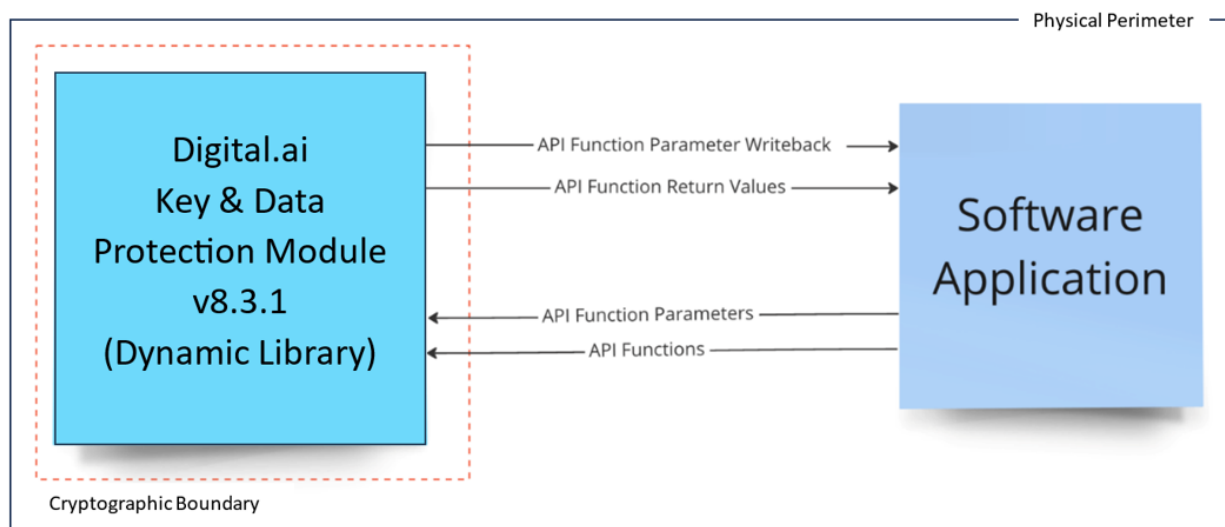 Physical Perimeter
Digital.ai
Key & Data
Protection Module
v8.3.1
(Dynamic Library)
API Function Parameter Writeback
API Function Return Values
API Function Parameters
API Functions
Software
Application
Cryptographic Boundary